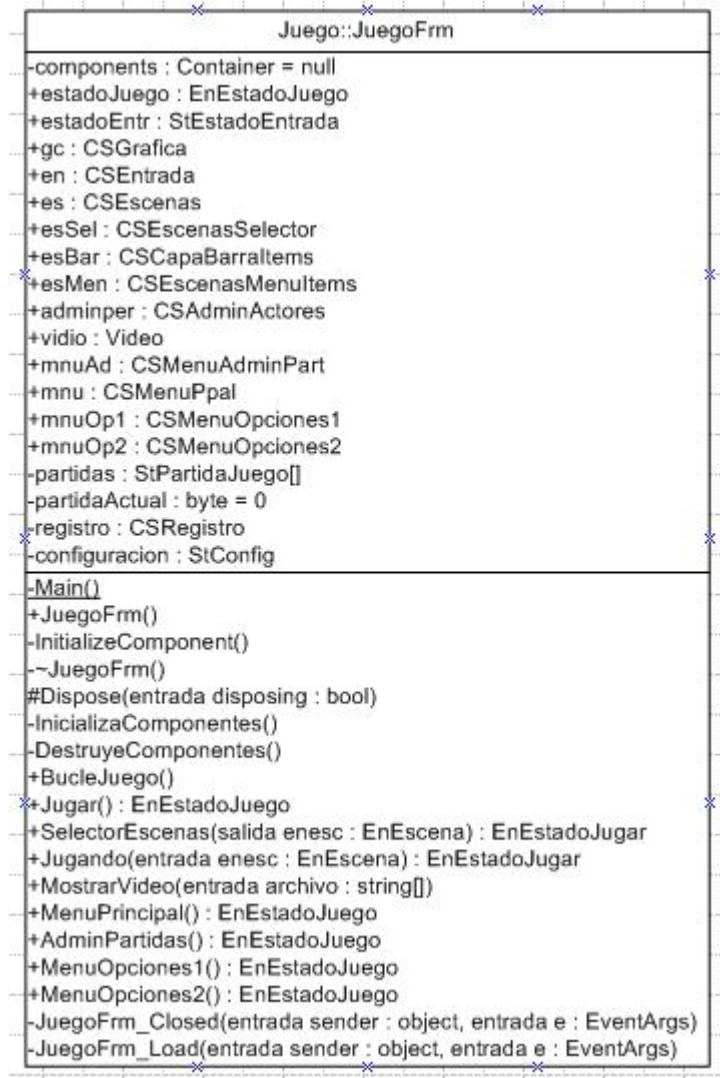 Juego::JuegoFrm
-components : Container = null
+estadoJuego : EnEstadoJuego
+estadoEntr : StEstadoEntrada
+gc : CSGrafica
+en : CSEntrada
+es : CSEscenas
+esSel : CSEscenasSelector
+esBar : CSCapaBarraItems
+esMen : CSEscenasMenuItems
+adminper : CSAdminActores
+vidio : Video
+mnuAd : CSMenuAdminPart
+mnu : CSMenuPpal
+mnuOp1 : CSMenuOpciones1
+mnuOp2 : CSMenuOpciones2
-partidas : StPartidaJuego[]
-partidaActual : byte = 0
-registro : CSRegistro
-configuracion : StConfig
-Main()
+JuegoFrm()
-InitializeComponent()
-~JuegoFrm()
#Dispose(entrada disposing : bool)
-InicializaComponentes()
-DestruyeComponentes()
+BucleJuego()
+Jugar() : EnEstadoJuego
+SelectorEscenas(salida enesc : EnEscena) : EnEstadoJugar
+Jugando(entrada enesc : EnEscena) : EnEstadoJugar
+MostrarVideo(entrada archivo : string[])
+MenuPrincipal() : EnEstadoJuego
+AdminPartidas() : EnEstadoJuego
+MenuOpciones1() : EnEstadoJuego
+MenuOpciones2() : EnEstadoJuego
-JuegoFrm_Closed(entrada sender : object, entrada e : EventArgs)
-JuegoFrm_Load(entrada sender : object, entrada e : EventArgs)